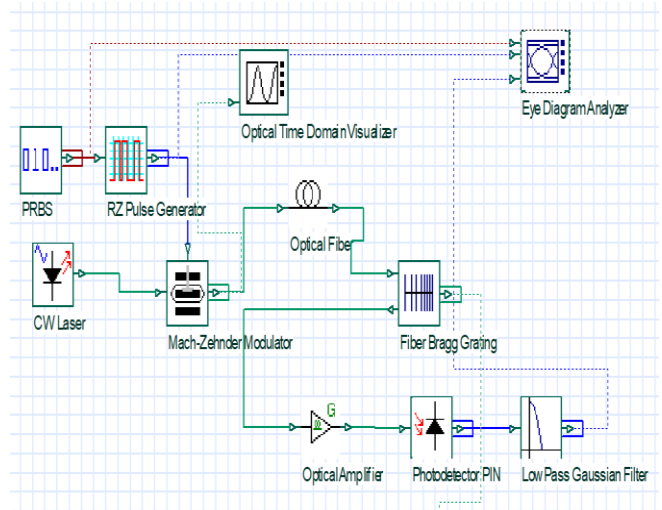 Eye Diagram Analyzer
Optical Time Domain Visualizer
010..
PRBS
RZ Pulse Generator
Optical Fiber
CW Laser
Mach-Zehnder Modulator
Fiber Bragg Grating
G
Optical Amplifier
Photodetector PIN
Low Pass Gaussian Filter